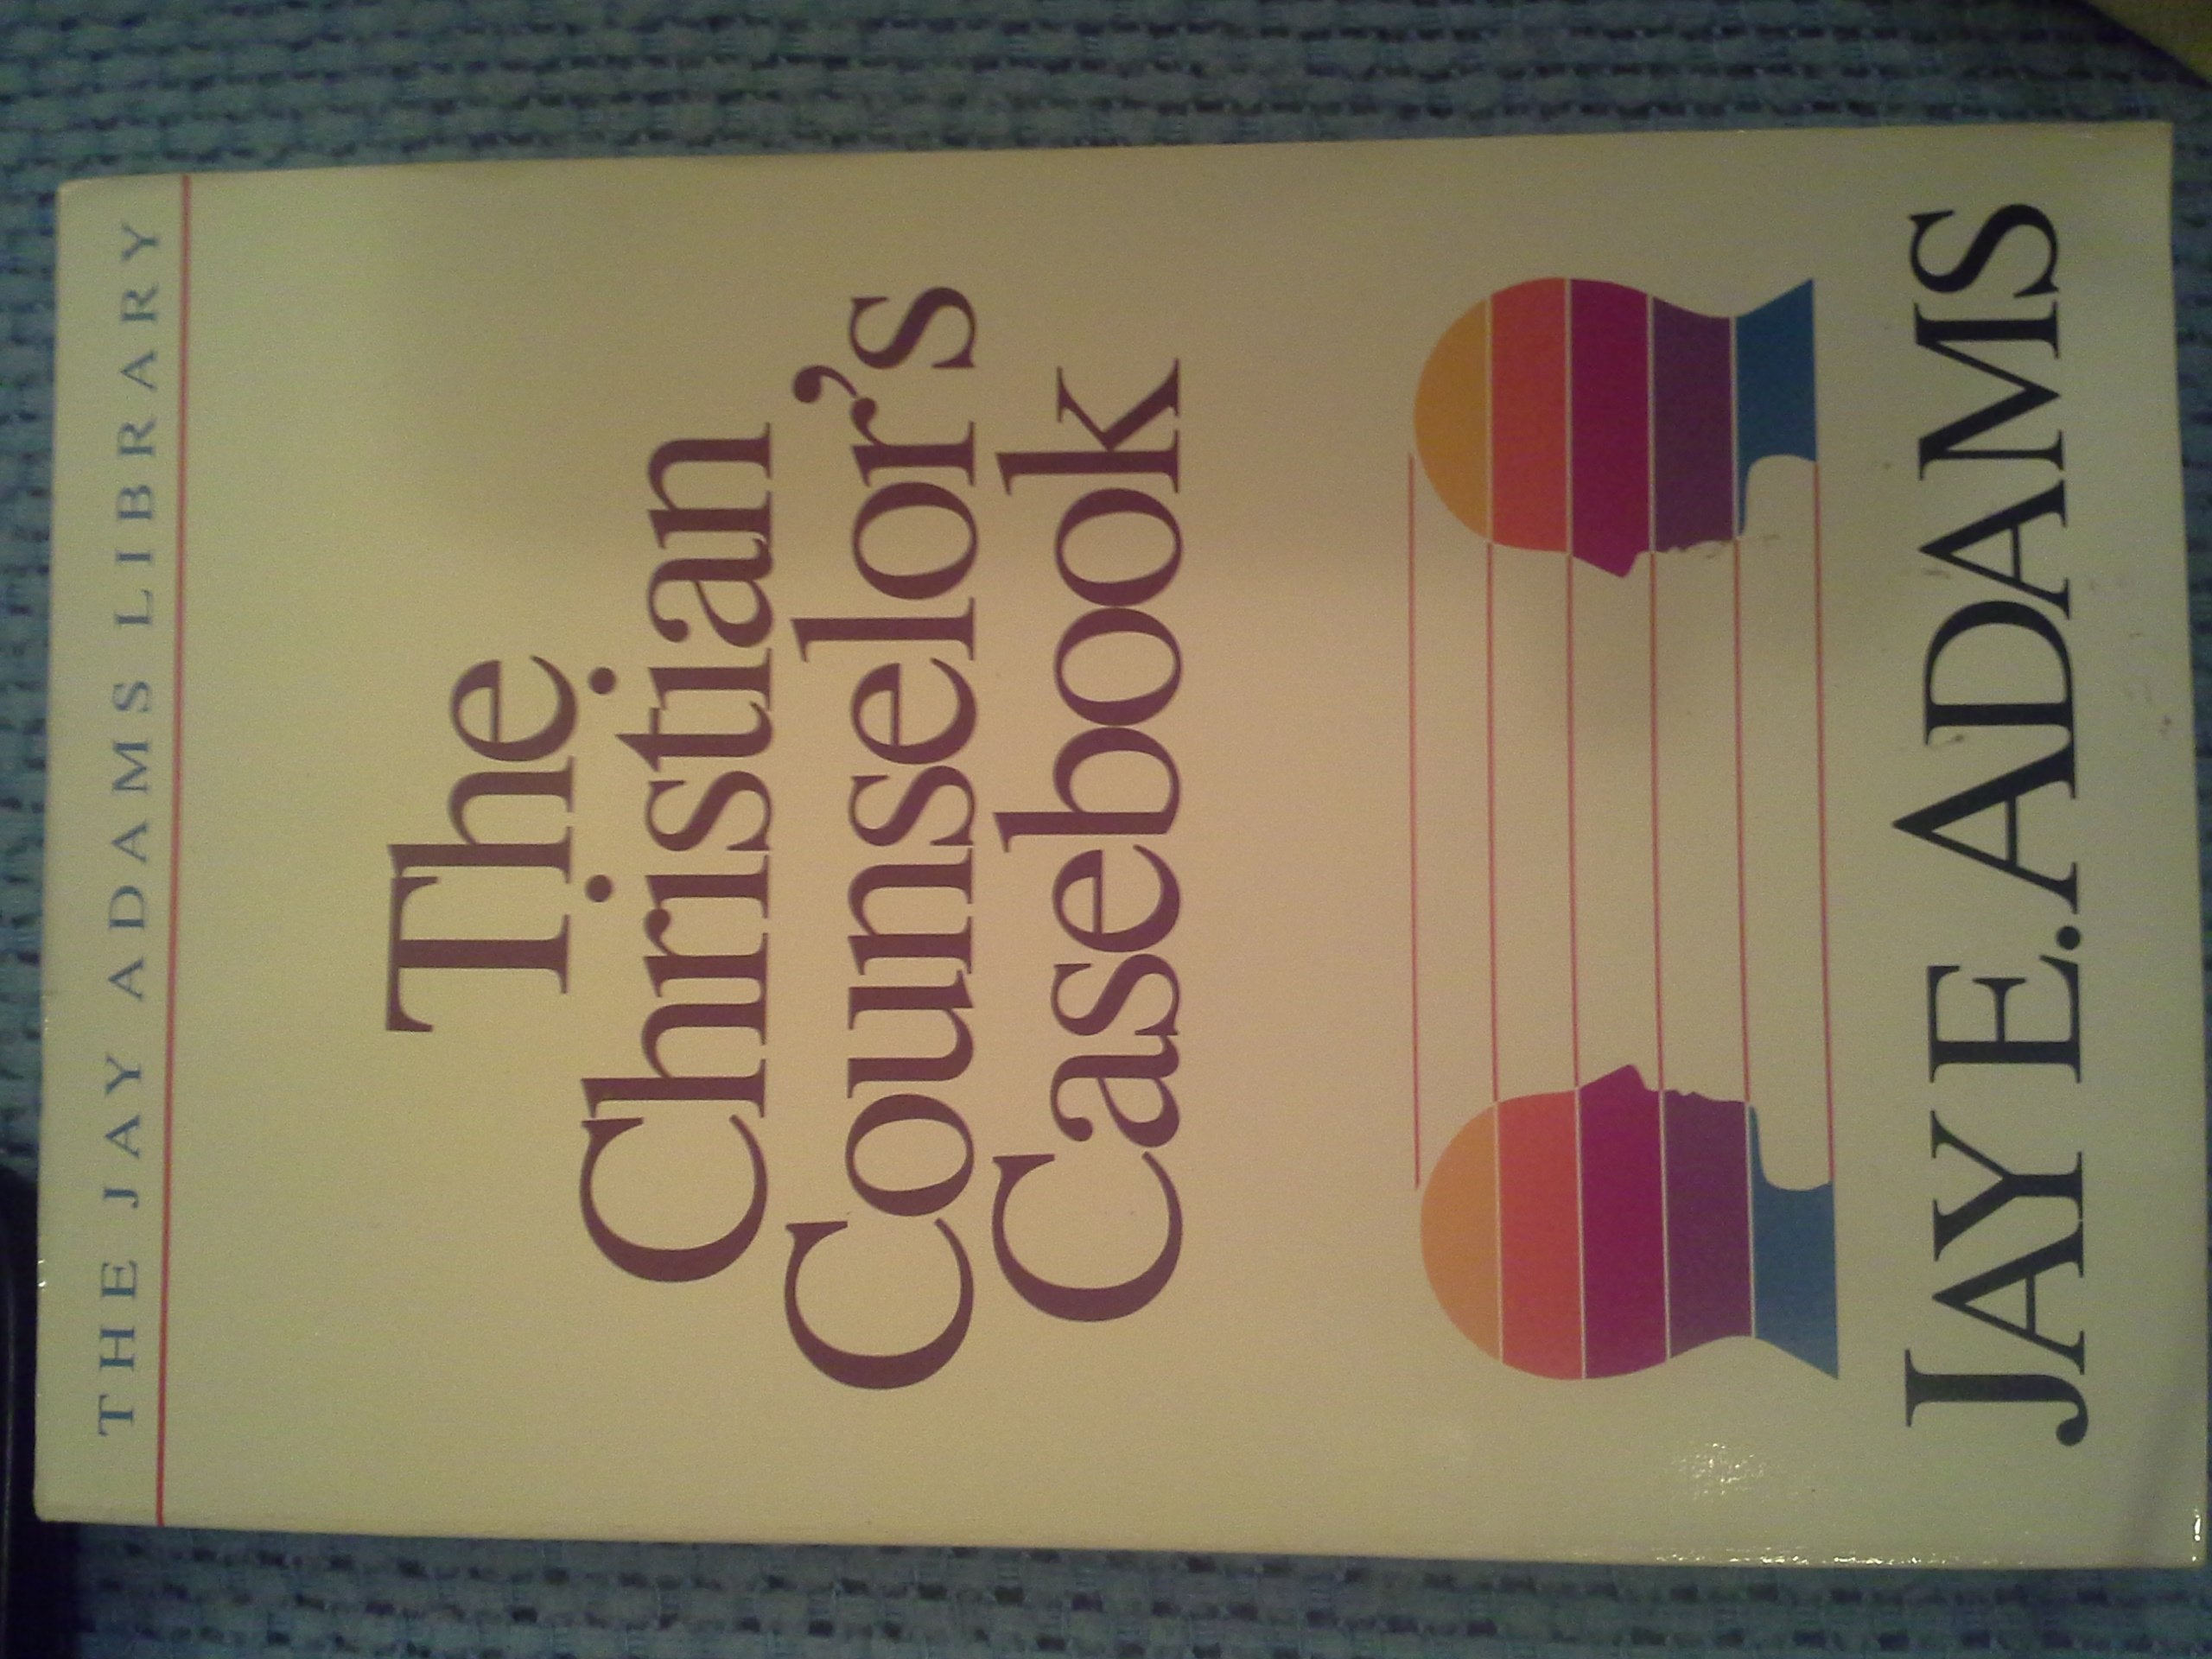 THE JAY ADAMS LIBRARY
The
Christian
Counselor's
Casebook
JAY E. ADAMS